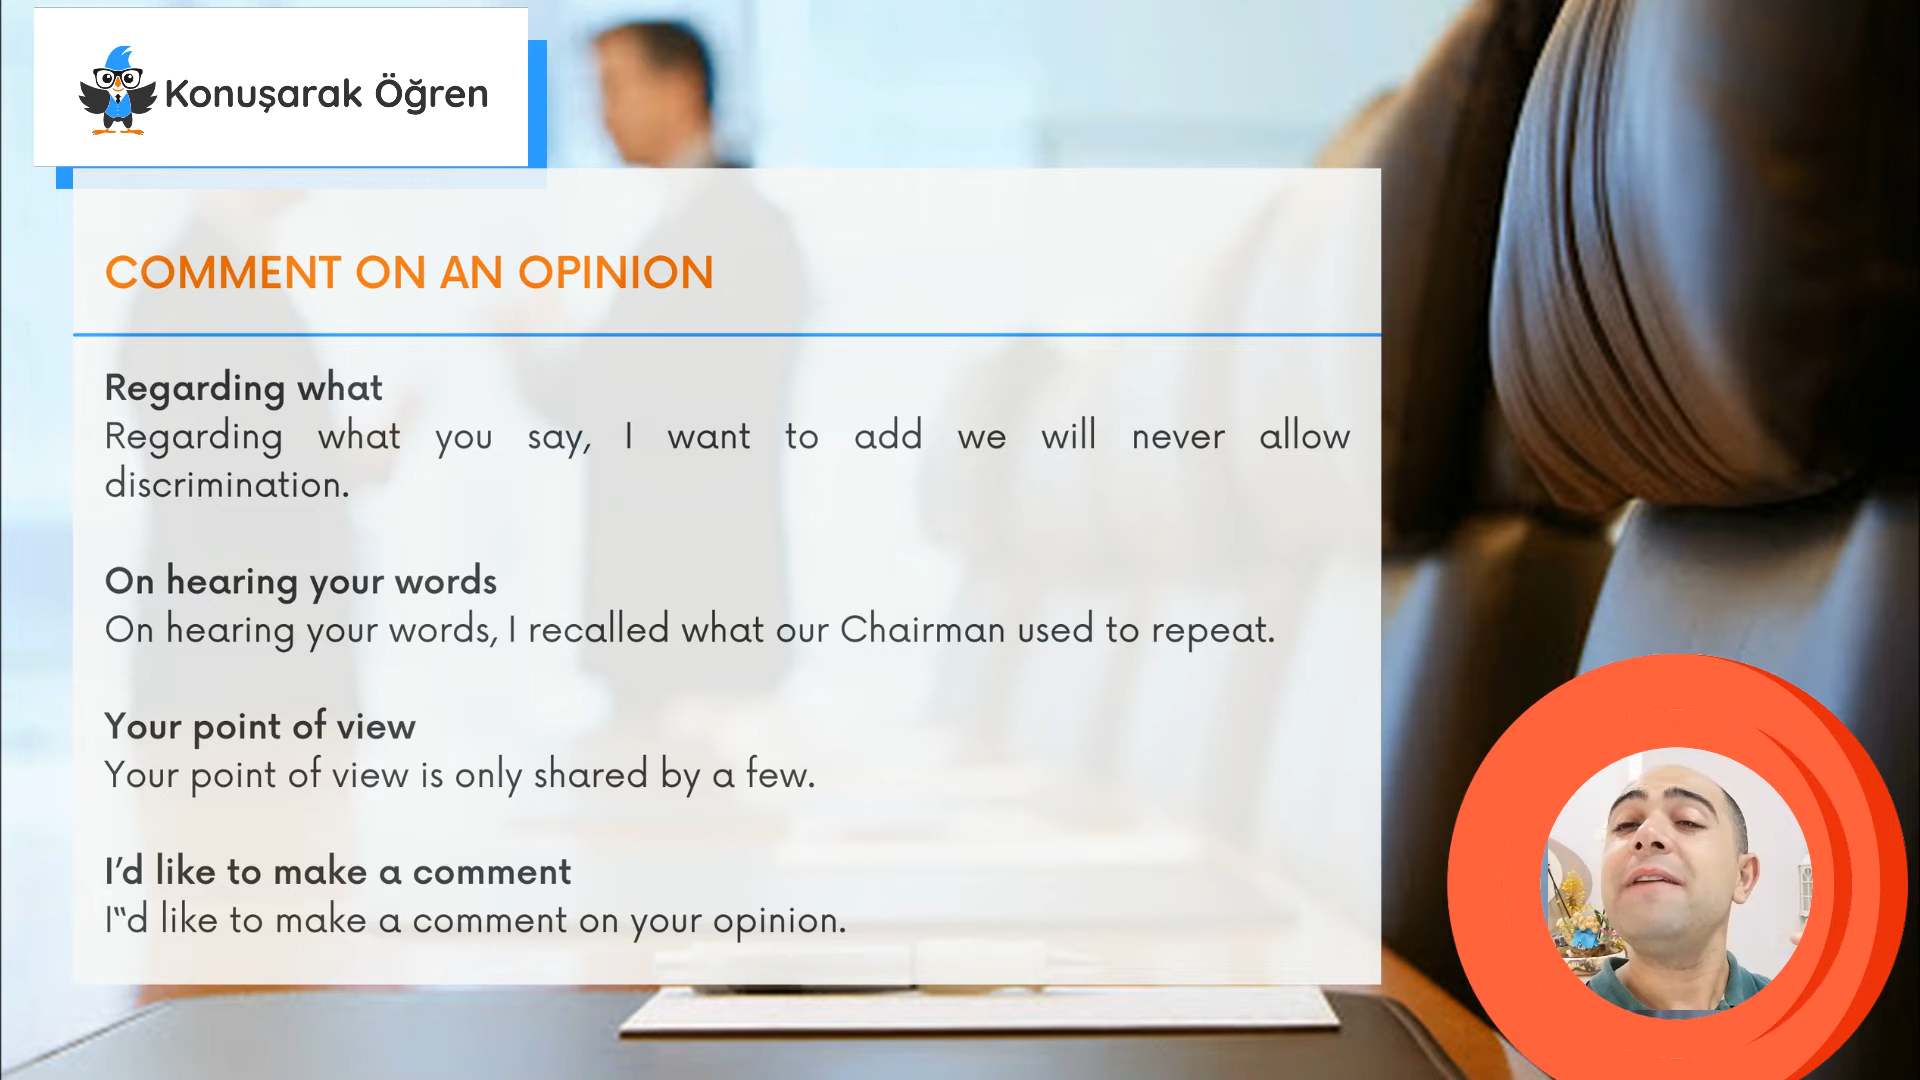 Konuşarak Öğren
COMMENT ON AN OPINION
Regarding what
Regarding what you say, I want to add we will never allow
discrimination.
On hearing your words
On hearing your words, I recalled what our Chairman used to repeat.
Your point of view
Your point of view is only shared by a few.
I’d like to make a comment
I‘‘d like to make a comment on your opinion.